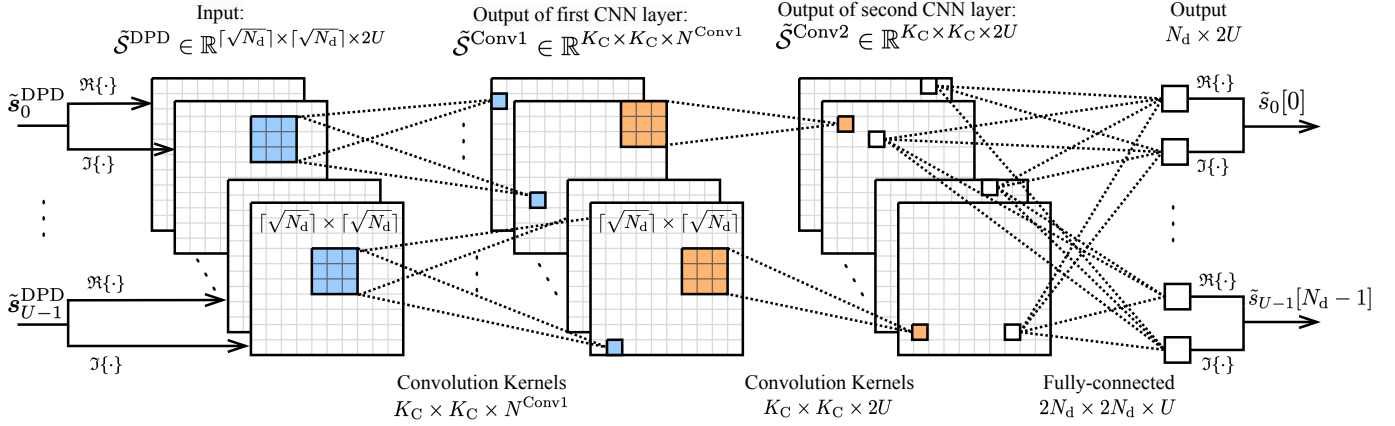 Input:
$\tilde{\mathcal{S}}^{\mathrm{DPD}} \in \mathbb{R}^{\lceil\sqrt{N_{\mathrm{d}}}\rceil \times \lceil\sqrt{N_{\mathrm{d}}}\rceil \times 2U}$
Output of first CNN layer:
$\tilde{\mathcal{S}}^{\mathrm{Conv1}} \in \mathbb{R}^{K_{\mathrm{C}} \times K_{\mathrm{C}} \times N^{\mathrm{Conv1}}}$
Output of second CNN layer:
$\tilde{\mathcal{S}}^{\mathrm{Conv2}} \in \mathbb{R}^{K_{\mathrm{C}} \times K_{\mathrm{C}} \times 2U}$
Output
$N_{\mathrm{d}} \times 2U$
$\tilde{\boldsymbol{s}}_{0}^{\mathrm{DPD}}$
$\Re\{\cdot\}$
$\Im\{\cdot\}$
$\tilde{\boldsymbol{s}}_{U-1}^{\mathrm{DPD}}$
$\Re\{\cdot\}$
$\Im\{\cdot\}$
$\lceil\sqrt{N_{\mathrm{d}}}\rceil \times \lceil\sqrt{N_{\mathrm{d}}}\rceil$
$\lceil\sqrt{N_{\mathrm{d}}}\rceil \times \lceil\sqrt{N_{\mathrm{d}}}\rceil$
$\Re\{\cdot\}$
$\Im\{\cdot\}$
$\tilde{s}_{0}[0]$
$\Re\{\cdot\}$
$\Im\{\cdot\}$
$\tilde{s}_{U-1}[N_{\mathrm{d}}-1]$
Convolution Kernels
$K_{\mathrm{C}} \times K_{\mathrm{C}} \times N^{\mathrm{Conv1}}$
Convolution Kernels
$K_{\mathrm{C}} \times K_{\mathrm{C}} \times 2U$
Fully-connected
$2N_{\mathrm{d}} \times 2N_{\mathrm{d}} \times U$